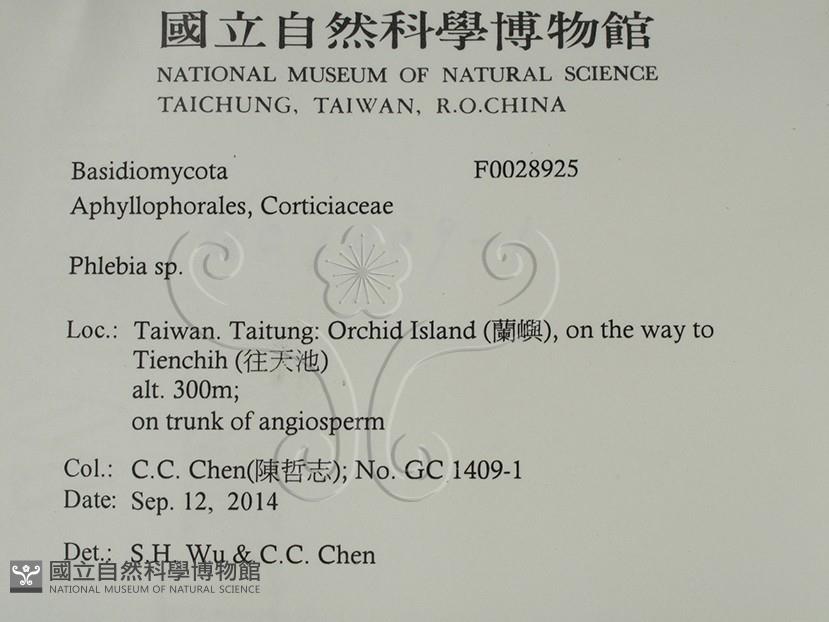 國立自然科學博物館
NATIONAL MUSEUM OF NATURAL SCIENCE
TAICHUNG, TAIWAN, R.O.CHINA
Basidiomycota F0028925
Aphyllophorales, Corticiaceae
Phlebia sp.
Loc.: Taiwan. Taitung: Orchid Island (蘭嶼), on the way to
Tienchih (往天池)
alt. 300m;
on trunk of angiosperm
Col.: C.C. Chen(陳哲志); No. GC 1409-1
Date: Sep. 12, 2014
Det.: S.H. Wu & C.C. Chen
國立自然科學博物館
NATIONAL MUSEUM OF NATURAL SCIENCE